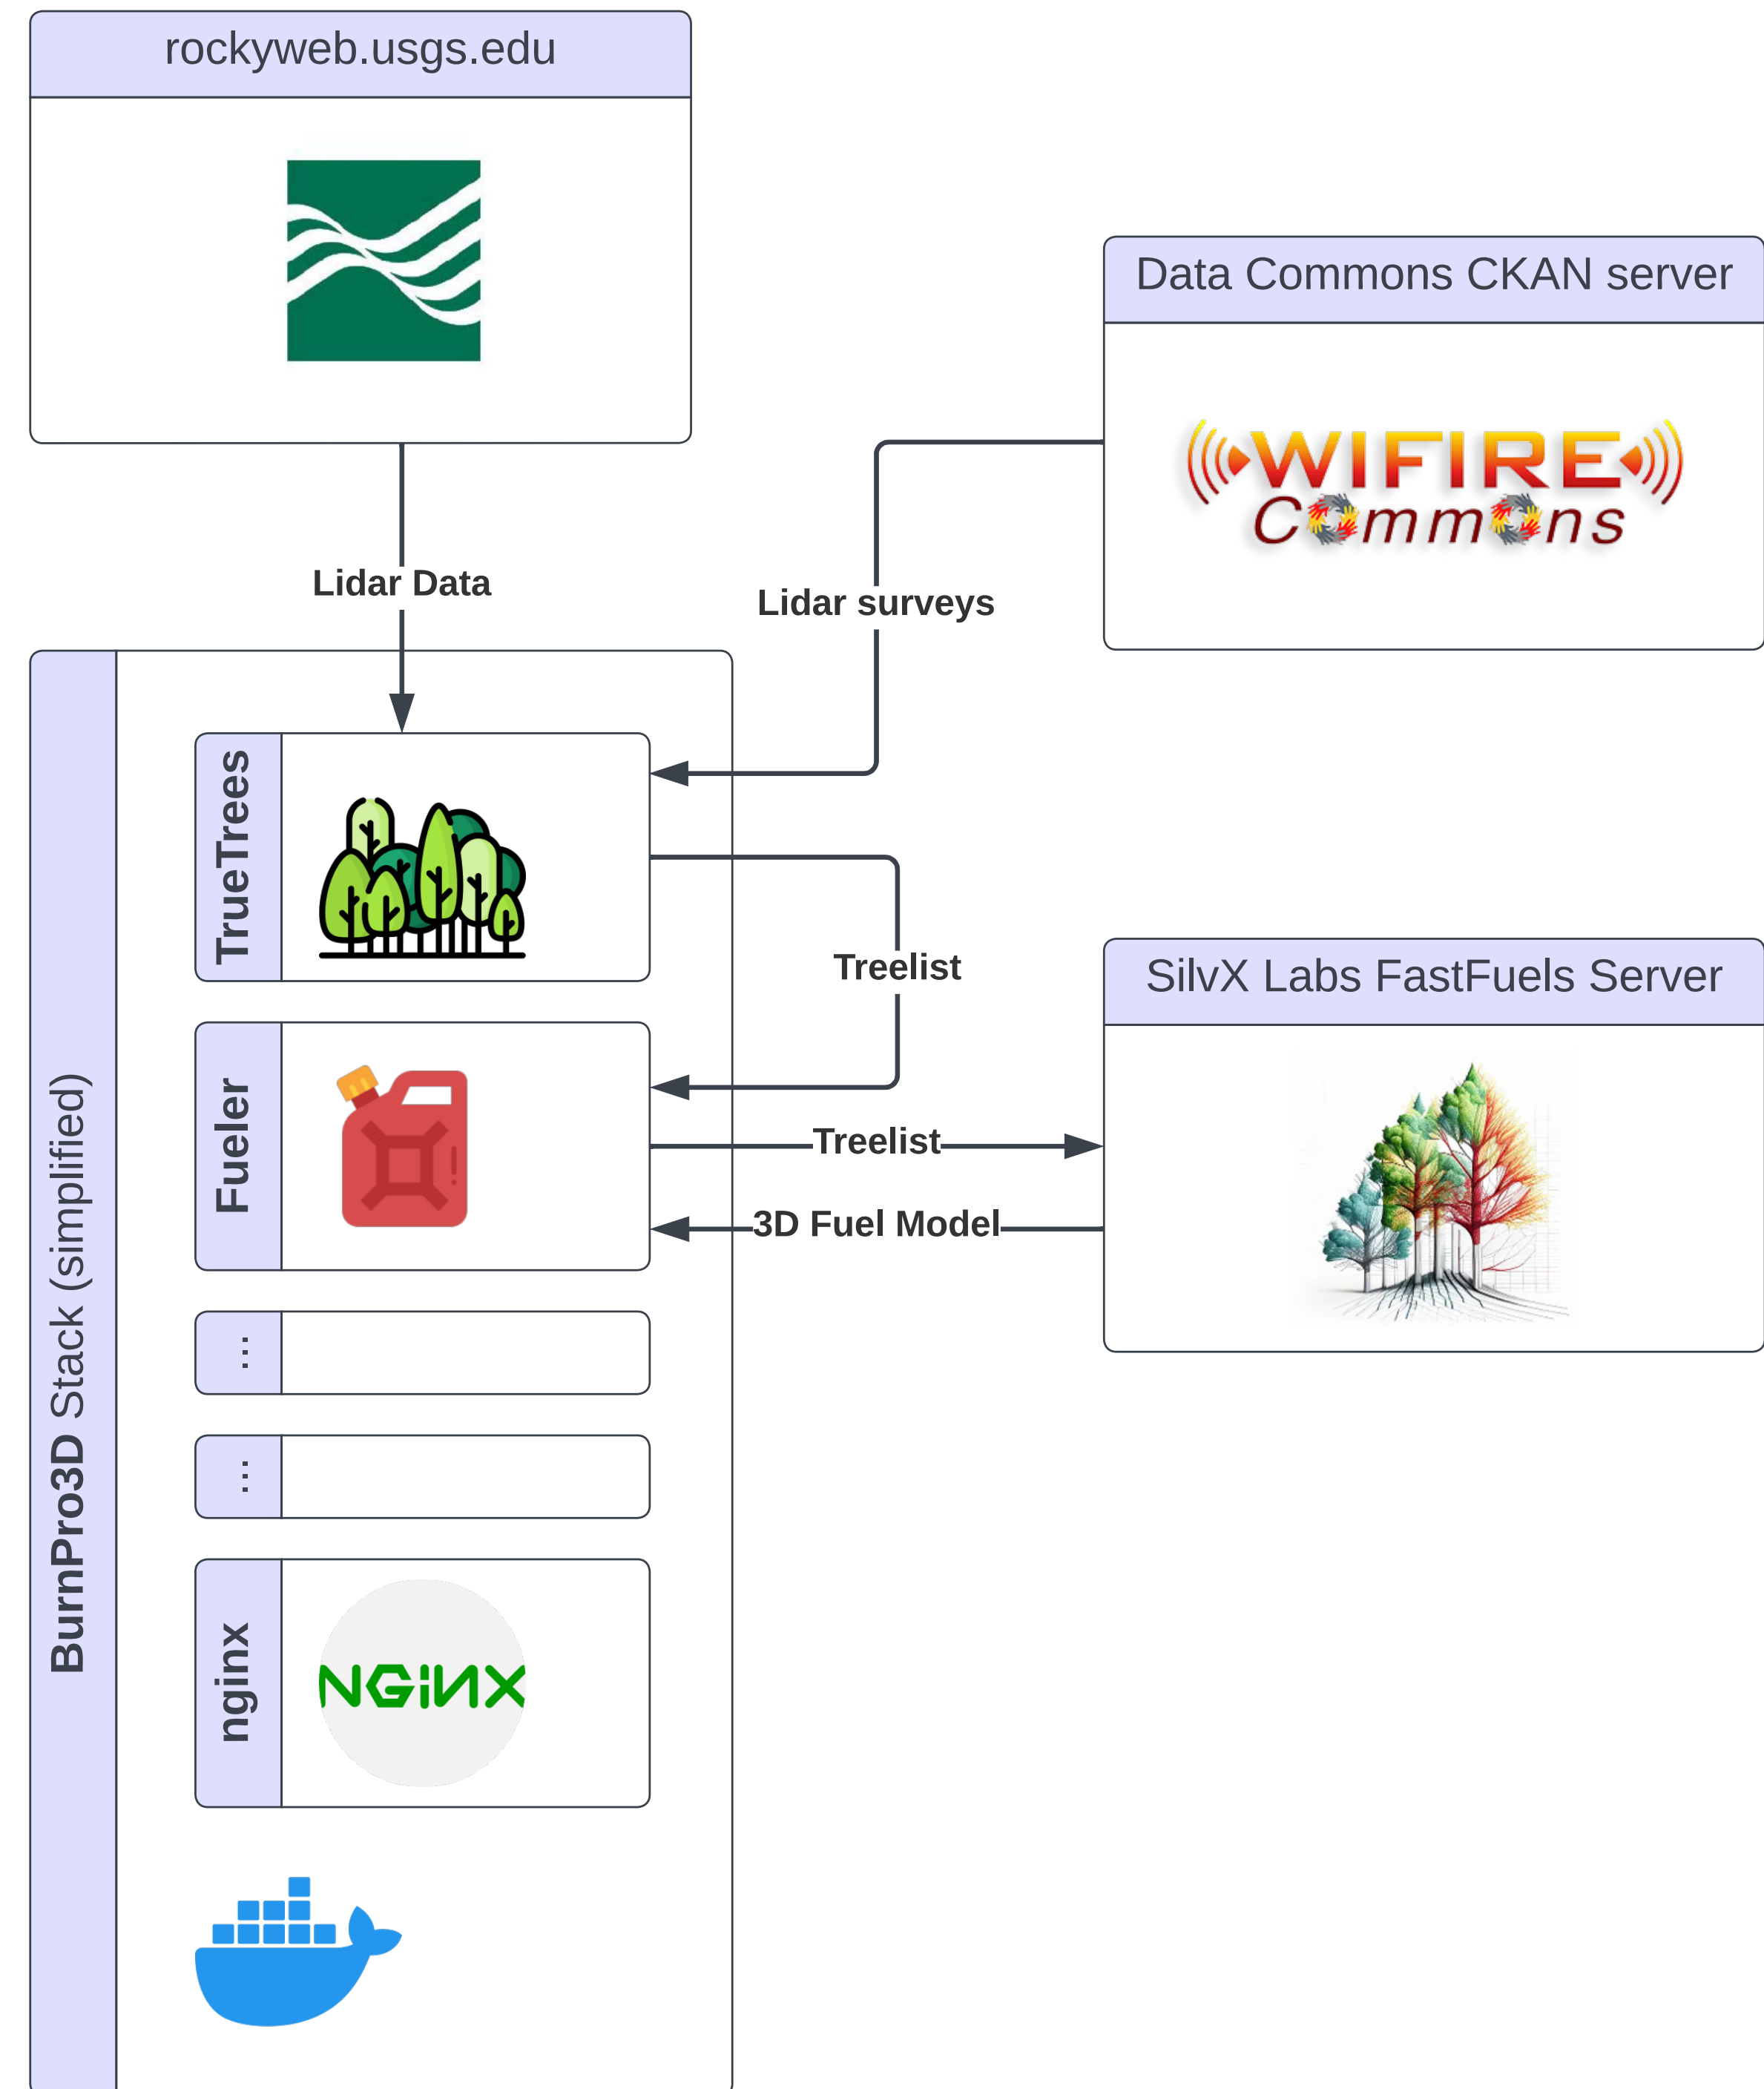 rockyweb.usgs.edu
Data Commons CKAN server
WIFIRE
Commons
Lidar Data
Lidar surveys
BurnPro3D Stack (simplified)
TrueTrees
Treelist
SilvX Labs FastFuels Server
Fueler
Treelist
3D Fuel Model
...
...
nginx
NGiNX